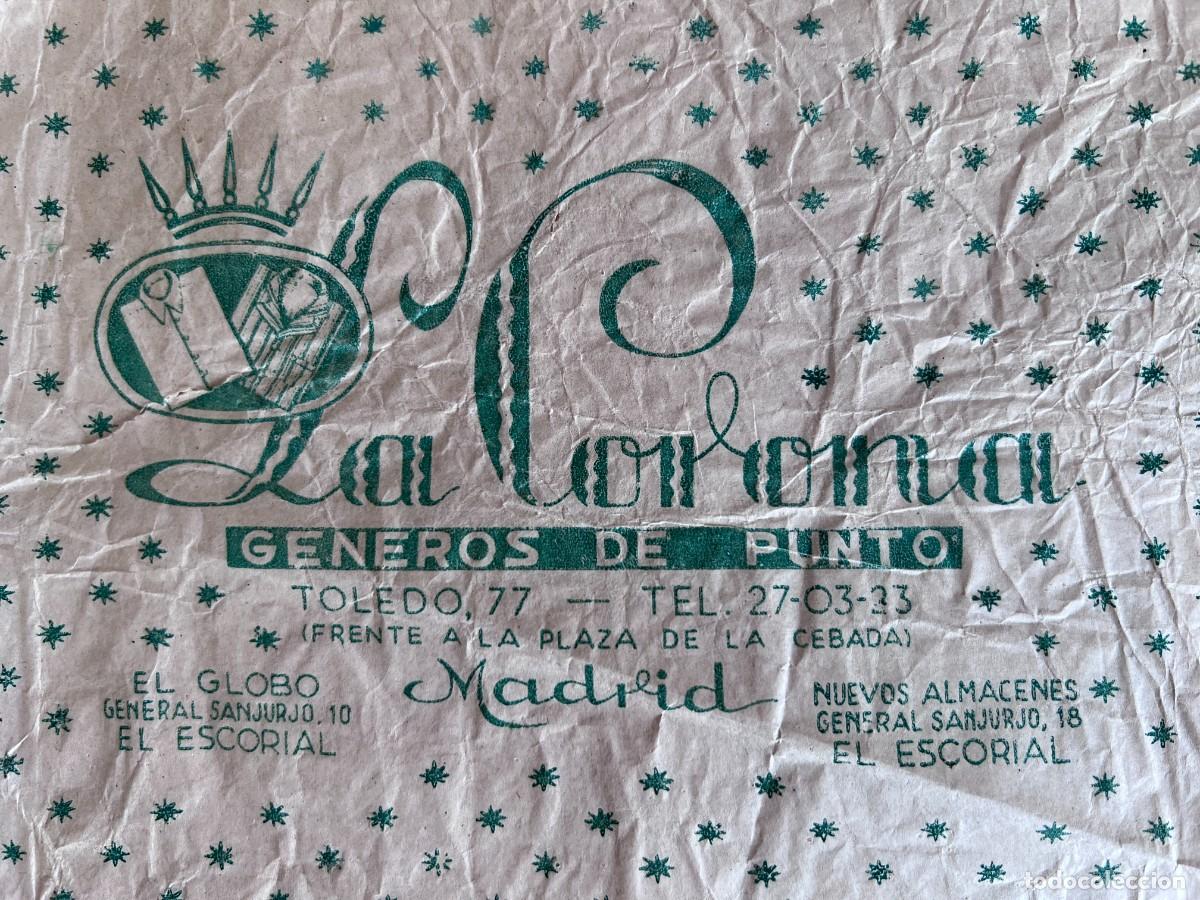 La Corona
GENEROS DE PUNTO
TOLEDO, 77 — TEL. 27-03-33
(FRENTE A LA PLAZA DE LA CEBADA)
Madrid
EL GLOBO
GENERAL SANJURJO, 10
EL ESCORIAL
NUEVOS ALMACENES
GENERAL SANJURJO, 18
EL ESCORIAL
todocoleccion